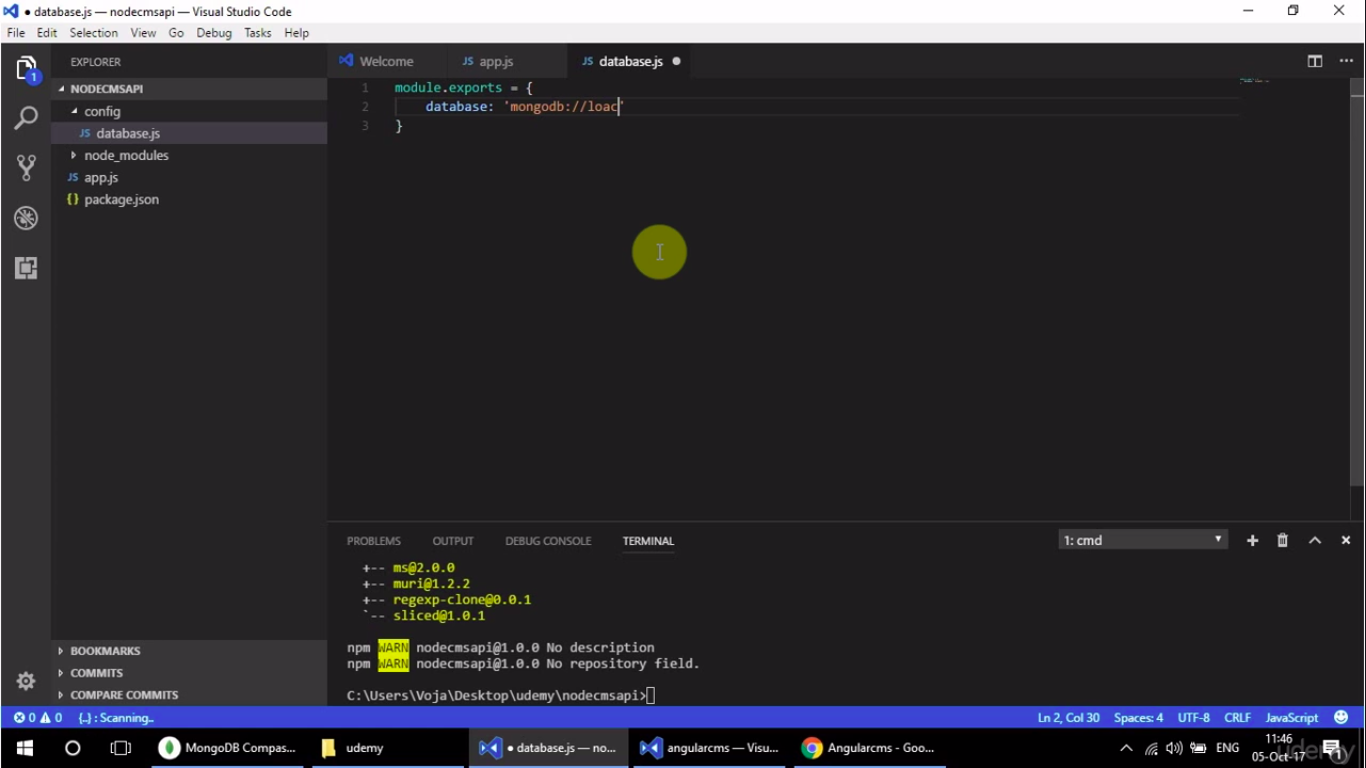 ● database.js — nodecmsapi — Visual Studio Code
File Edit Selection View Go Debug Tasks Help
EXPLORER
Welcome
JS app.js
JS database.js ●
NODECMSAPI
config
JS database.js
node_modules
JS app.js
{} package.json
1
1 module.exports = {
2 database: 'mongodb://loac'
3 }
PROBLEMS OUTPUT DEBUG CONSOLE TERMINAL
1: cmd
+-- ms@2.0.0
+-- muri@1.2.2
+-- regexp-clone@0.0.1
`-- sliced@1.0.1
npm WARN nodecmsapi@1.0.0 No description
npm WARN nodecmsapi@1.0.0 No repository field.
C:\Users\Voja\Desktop\udemy\nodecmsapi>
BOOKMARKS
COMMITS
COMPARE COMMITS
0 0 {..} : Scanning..
Ln 2, Col 30 Spaces: 4 UTF-8 CRLF JavaScript
MongoDB Compas...
udemy
● database.js — no...
angularcms — Visu...
Angularcms - Goo...
ENG
11:46
05-Oct-17
1
udemy